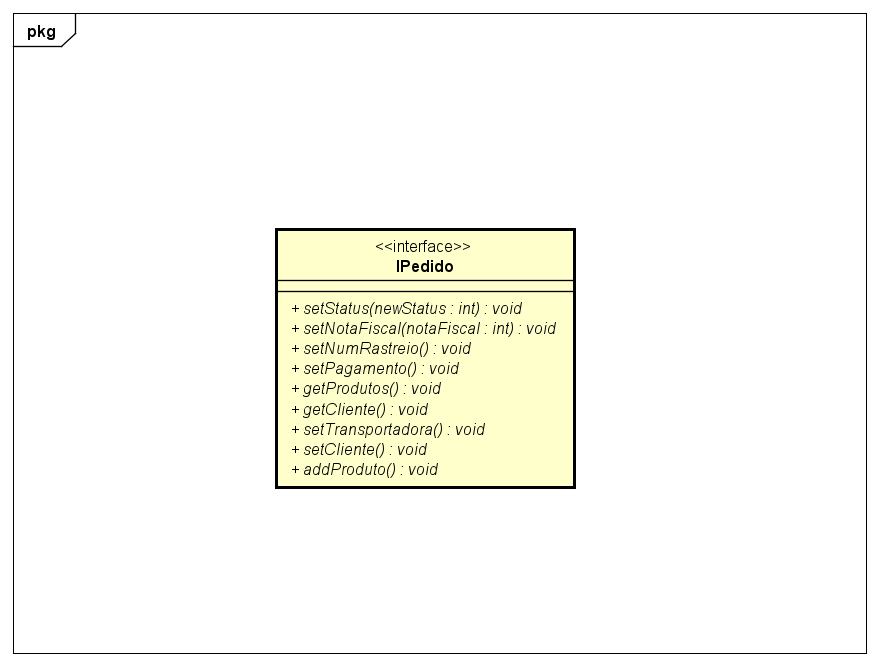 pkg
<<interface>>
IPedido
+ setStatus(newStatus : int) : void
+ setNotaFiscal(notaFiscal : int) : void
+ setNumRastreio() : void
+ setPagamento() : void
+ getProdutos() : void
+ getCliente() : void
+ setTransportadora() : void
+ setCliente() : void
+ addProduto() : void